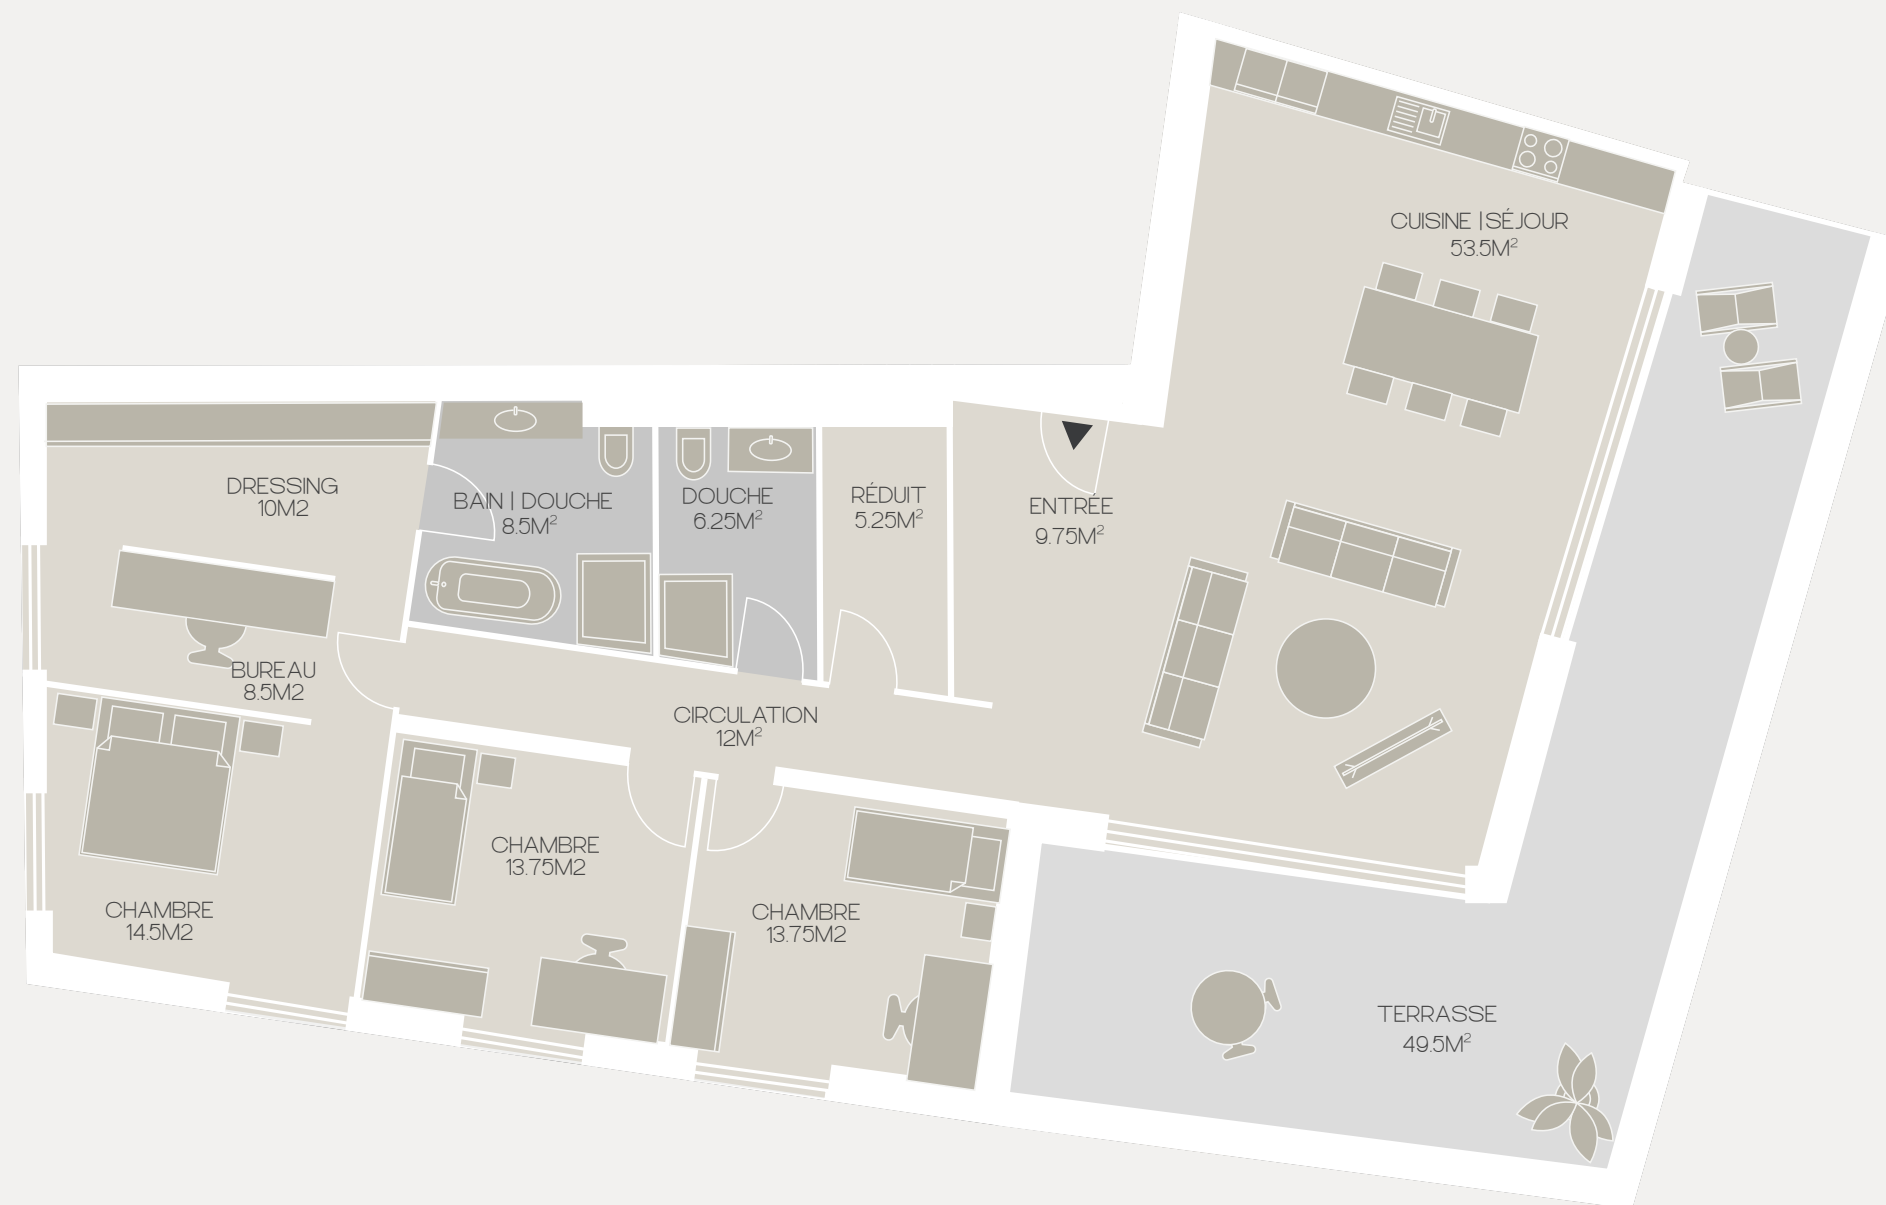 CUISINE | SÉJOUR
53.5M²
DRESSING
10M2
BAIN | DOUCHE
8.5M²
DOUCHE
6.25M²
RÉDUIT
5.25M²
ENTRÉE
9.75M²
BUREAU
8.5M2
CIRCULATION
12M²
CHAMBRE
13.75M2
CHAMBRE
14.5M2
CHAMBRE
13.75M2
TERRASSE
49.5M²